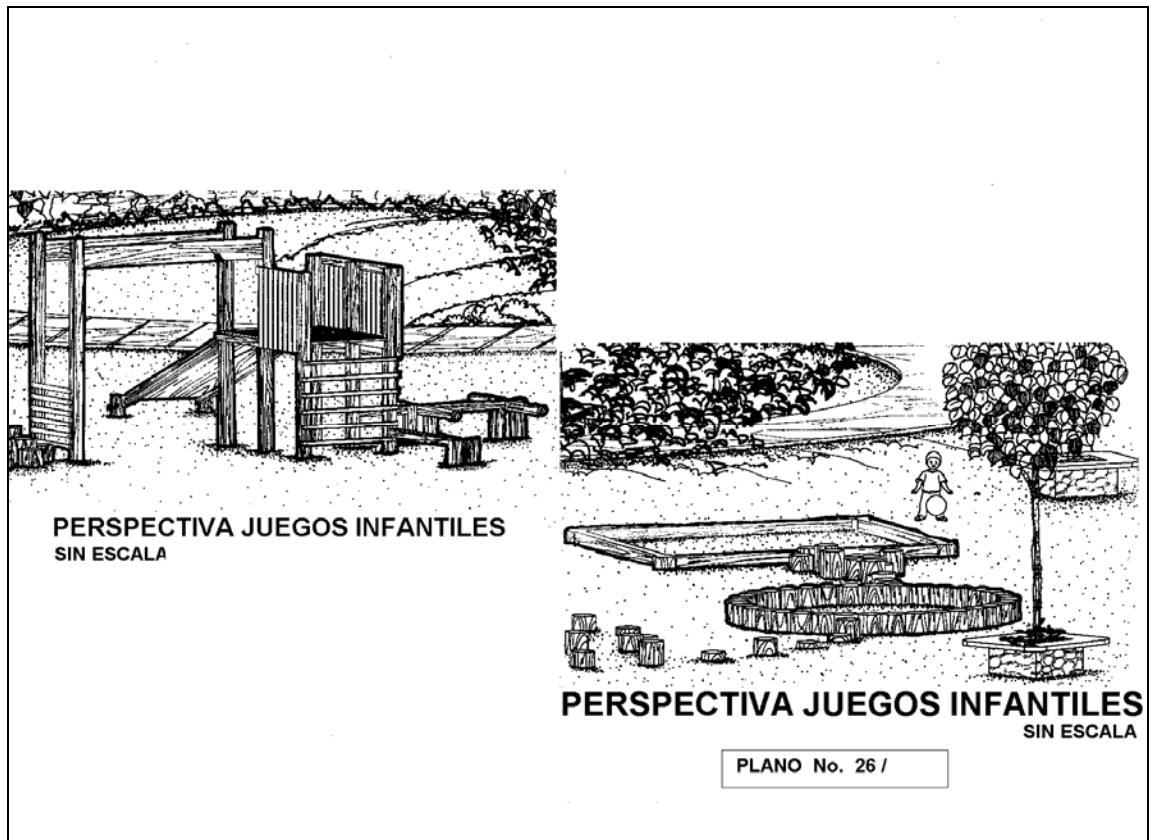 PERSPECTIVA JUEGOS INFANTILES
SIN ESCALA
PERSPECTIVA JUEGOS INFANTILES
SIN ESCALA
PLANO No. 26 /